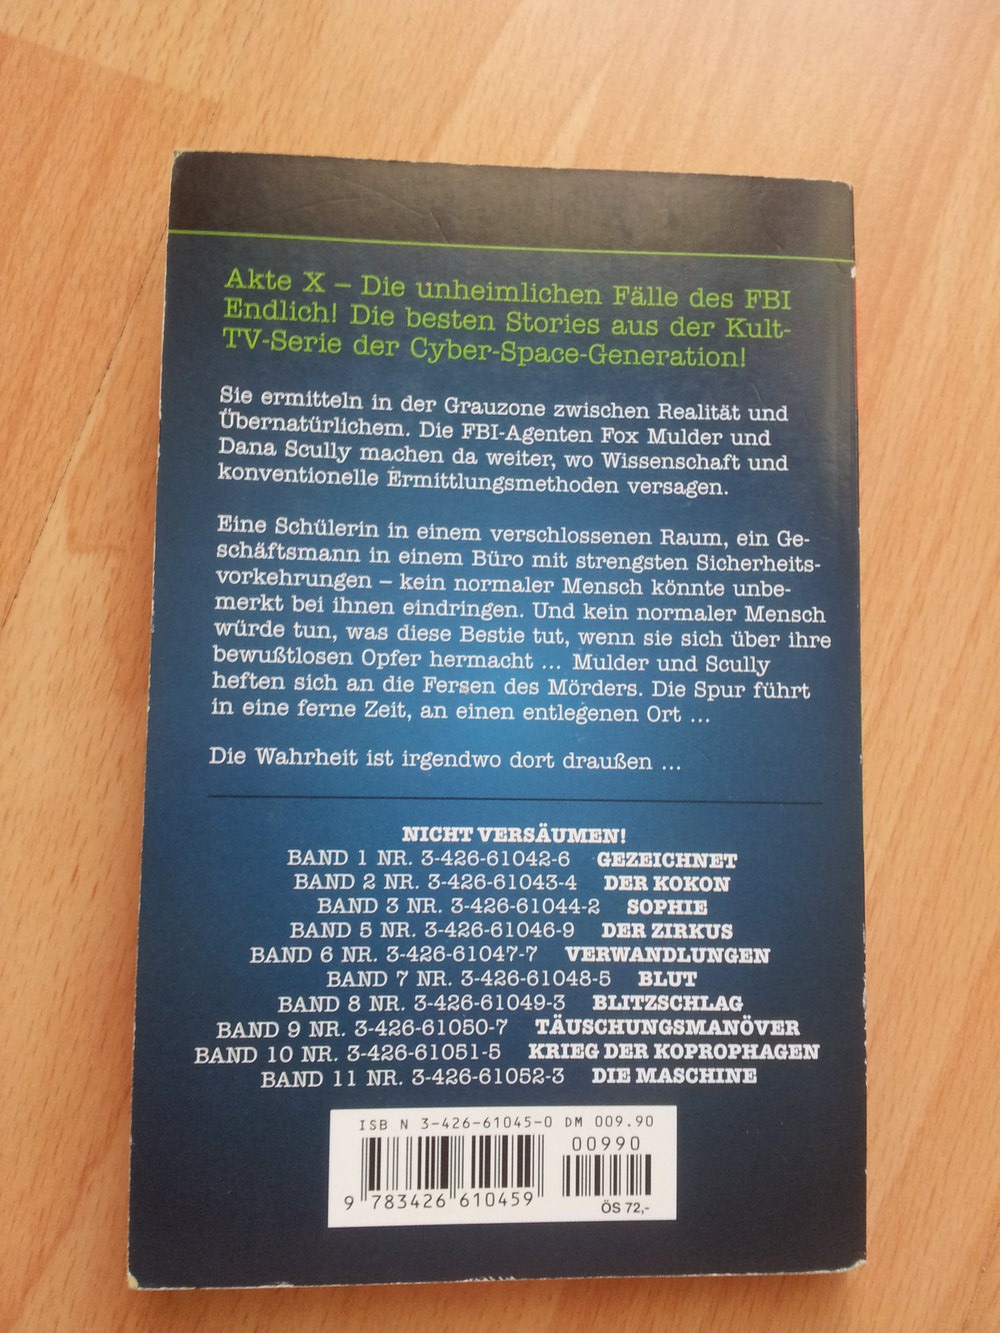 Akte X – Die unheimlichen Fälle des FBI
Endlich! Die besten Stories aus der Kult-
TV-Serie der Cyber-Space-Generation!
Sie ermitteln in der Grauzone zwischen Realität und
Übernatürlichem. Die FBI-Agenten Fox Mulder und
Dana Scully machen da weiter, wo Wissenschaft und
konventionelle Ermittlungsmethoden versagen.
Eine Schülerin in einem verschlossenen Raum, ein Ge-
schäftsmann in einem Büro mit strengsten Sicherheits-
vorkehrungen – kein normaler Mensch könnte unbe-
merkt bei ihnen eindringen. Und kein normaler Mensch
würde tun, was diese Bestie tut, wenn sie sich über ihre
bewußtlosen Opfer hermacht ... Mulder und Scully
heften sich an die Fersen des Mörders. Die Spur führt
in eine ferne Zeit, an einen entlegenen Ort ...
Die Wahrheit ist irgendwo dort draußen ...
NICHT VERSÄUMEN!
BAND 1 NR. 3-426-61042-6 GEZEICHNET
BAND 2 NR. 3-426-61043-4 DER KOKON
BAND 3 NR. 3-426-61044-2 SOPHIE
BAND 5 NR. 3-426-61046-9 DER ZIRKUS
BAND 6 NR. 3-426-61047-7 VERWANDLUNGEN
BAND 7 NR. 3-426-61048-5 BLUT
BAND 8 NR. 3-426-61049-3 BLITZSCHLAG
BAND 9 NR. 3-426-61050-7 TÄUSCHUNGSMANÖVER
BAND 10 NR. 3-426-61051-5 KRIEG DER KOPROPHAGEN
BAND 11 NR. 3-426-61052-3 DIE MASCHINE
ISB N 3-426-61045-0 DM 009.90
00990
9 783426 610459
ÖS 72,-